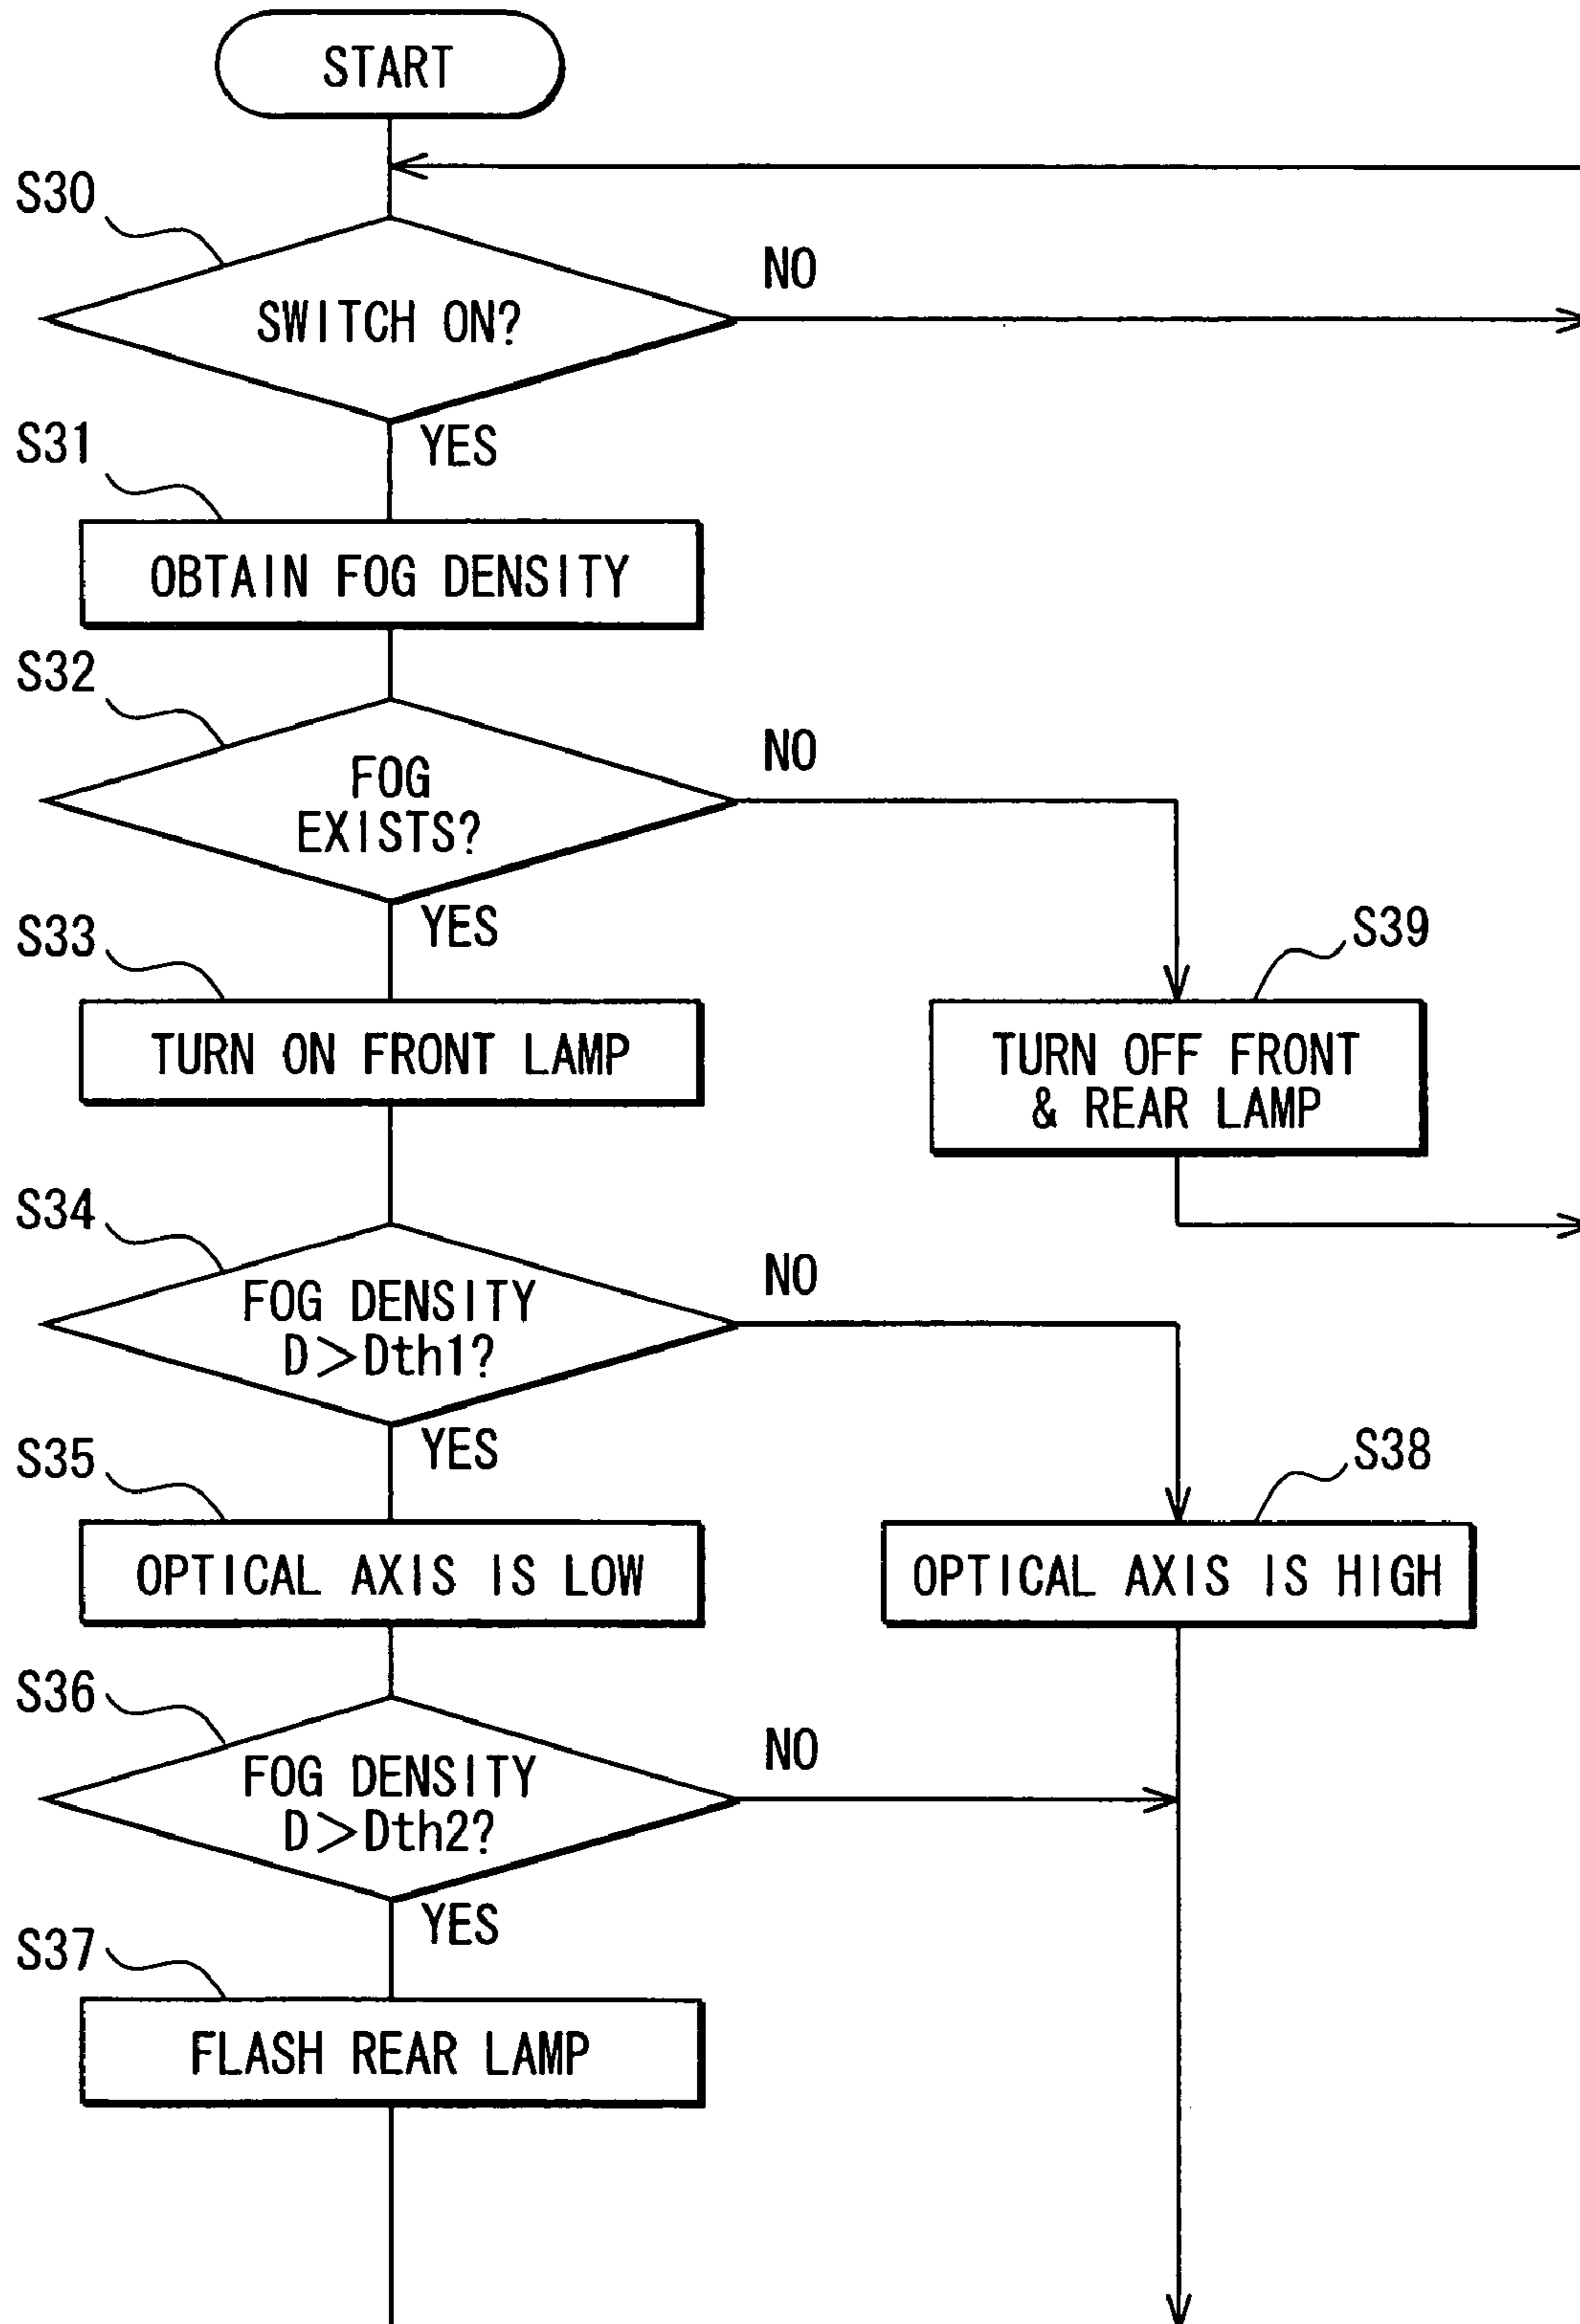 START
S30
SWITCH ON?
NO
YES
S31
OBTAIN FOG DENSITY
S32
FOG
EXISTS?
NO
YES
S33
TURN ON FRONT LAMP
S39
TURN OFF FRONT
& REAR LAMP
S34
FOG DENSITY
D>Dth1?
NO
YES
S35
OPTICAL AXIS IS LOW
S38
OPTICAL AXIS IS HIGH
S36
FOG DENSITY
D>Dth2?
NO
YES
S37
FLASH REAR LAMP